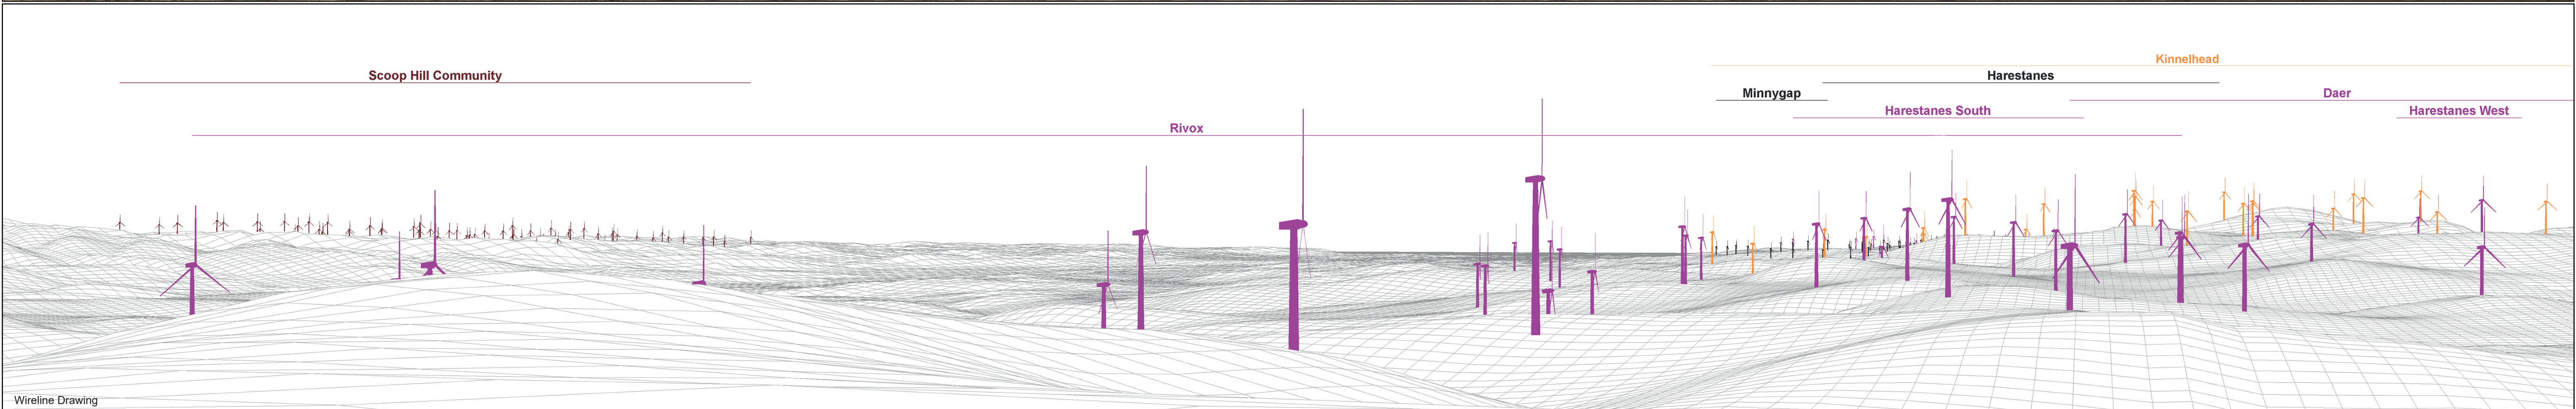 Kinnelhead
Scoop Hill Community
Harestanes
Minnygap
Daer
Harestanes South
Harestanes West
Rivox
Wireline Drawing